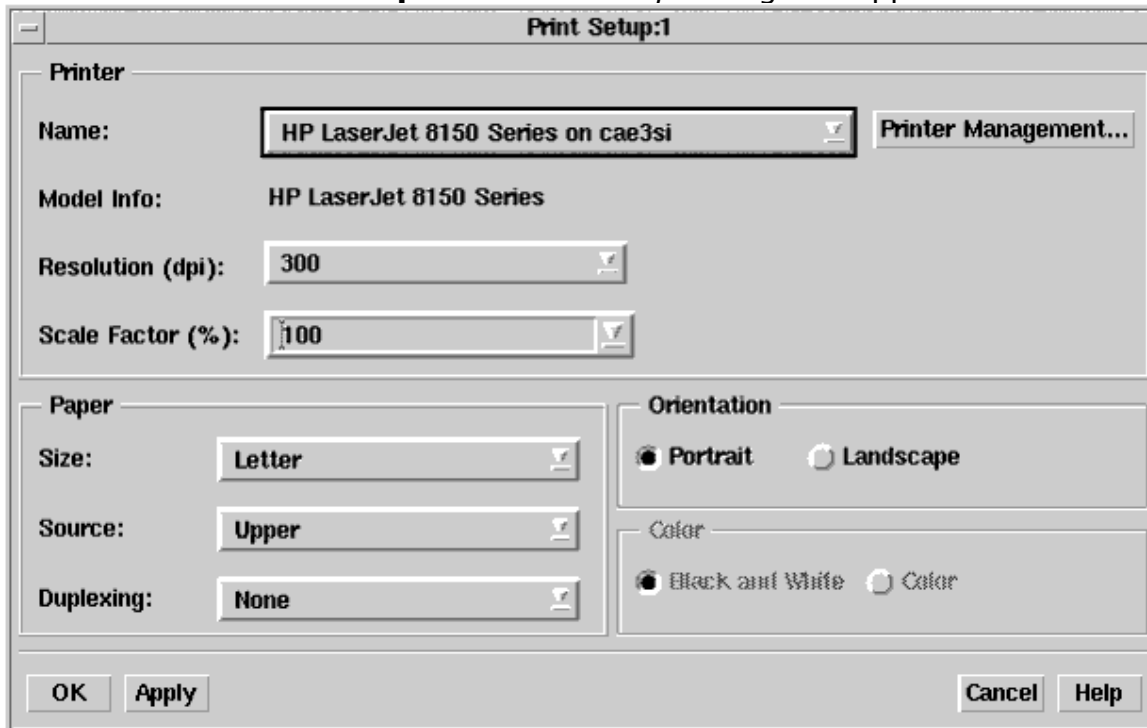 Print Setup:1
Printer
Name: HP LaserJet 8150 Series on cae3si Printer Management...
Model Info: HP LaserJet 8150 Series
Resolution (dpi): 300
Scale Factor (%): 100
Paper
Size: Letter
Source: Upper
Duplexing: None
Orientation
Portrait Landscape
Color
Black and White Color
OK Apply Cancel Help